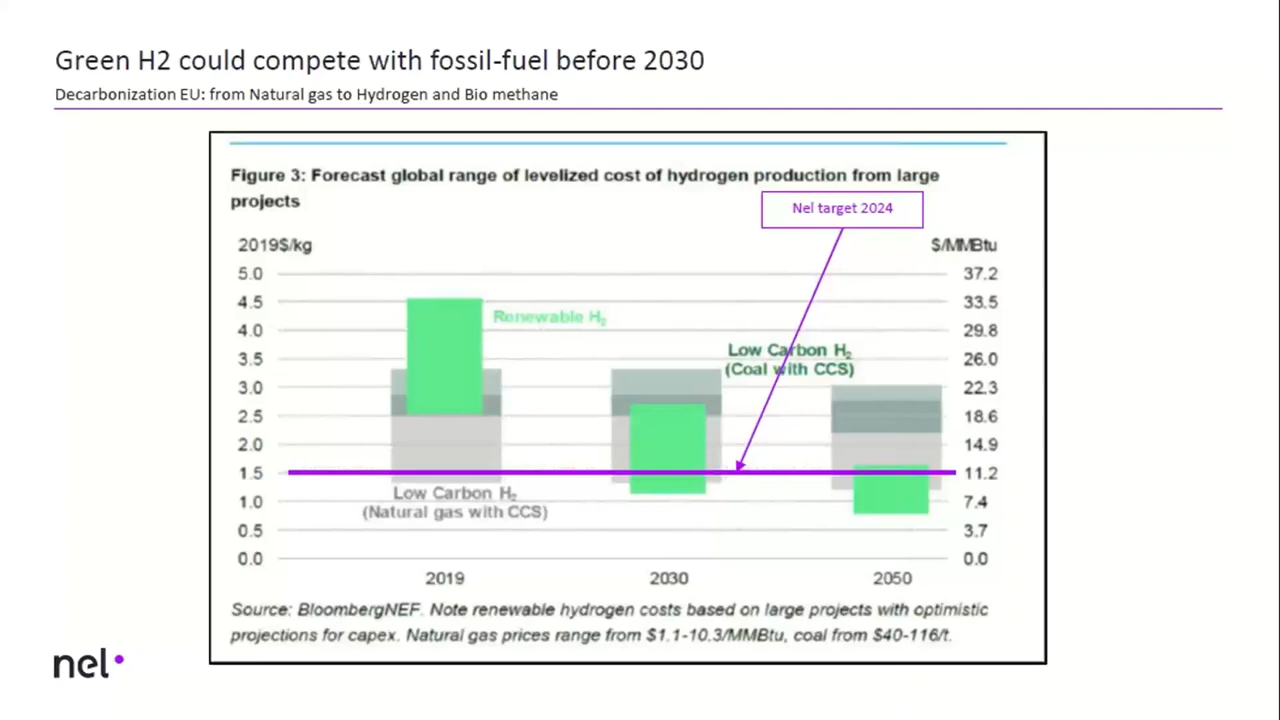 Green H2 could compete with fossil-fuel before 2030
Decarbonization EU: from Natural gas to Hydrogen and Bio methane
Figure 3: Forecast global range of levelized cost of hydrogen production from large
projects
Nel target 2024
2019$/kg
$/MMBtu
5.0
37.2
4.5
33.5
Renewable H₂
4.0
29.8
Low Carbon H₂
(Coal with CCS)
3.5
26.0
3.0
22.3
2.5
18.6
2.0
14.9
1.5
11.2
Low Carbon H₂
(Natural gas with CCS)
1.0
7.4
0.5
3.7
0.0
0.0
2019
2030
2050
Source: BloombergNEF. Note renewable hydrogen costs based on large projects with optimistic
projections for capex. Natural gas prices range from $1.1-10.3/MMBtu, coal from $40-116/t.
nel